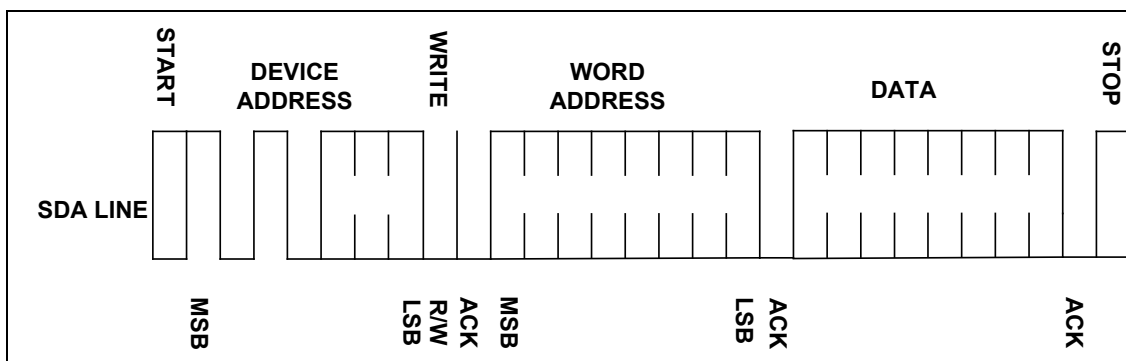 START
DEVICE
ADDRESS
WRITE
WORD
ADDRESS
DATA
STOP
SDA LINE
MSB
LSB
R/W
ACK
MSB
LSB
ACK
ACK